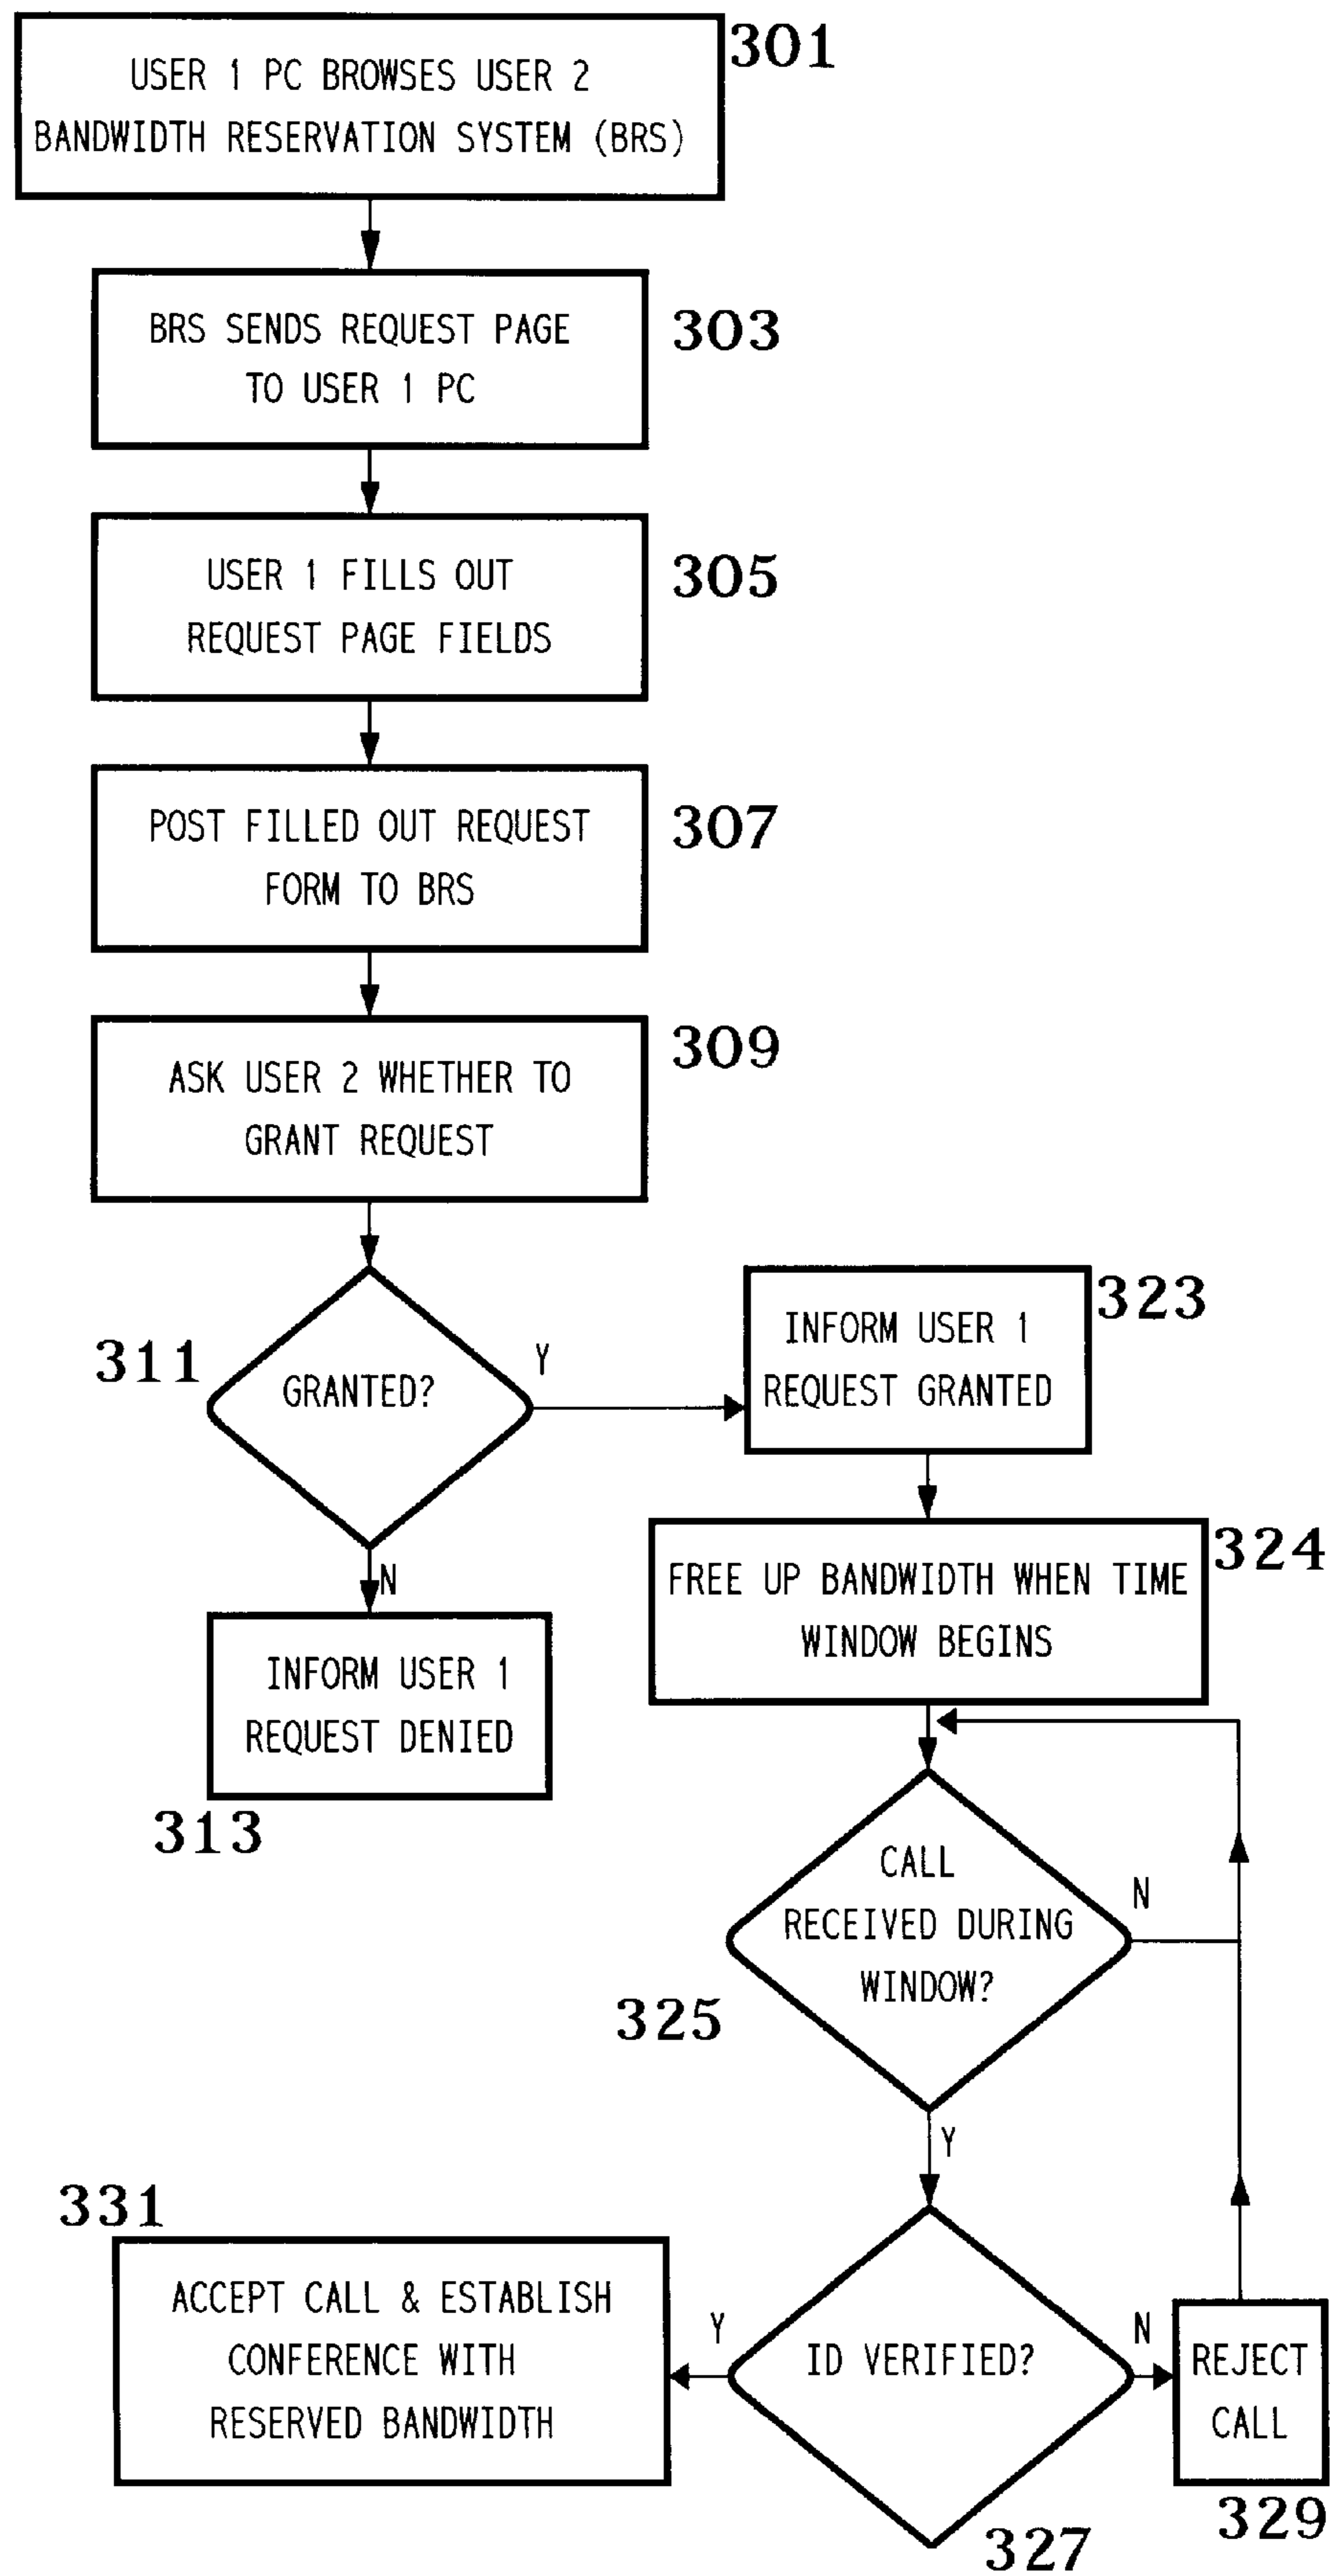 301
USER 1 PC BROWSES USER 2
BANDWIDTH RESERVATION SYSTEM (BRS)
303
BRS SENDS REQUEST PAGE
TO USER 1 PC
305
USER 1 FILLS OUT
REQUEST PAGE FIELDS
307
POST FILLED OUT REQUEST
FORM TO BRS
309
ASK USER 2 WHETHER TO
GRANT REQUEST
311
GRANTED?
Y
N
INFORM USER 1
REQUEST DENIED
313
323
INFORM USER 1
REQUEST GRANTED
324
FREE UP BANDWIDTH WHEN TIME
WINDOW BEGINS
CALL
RECEIVED DURING
WINDOW?
N
325
Y
331
ACCEPT CALL & ESTABLISH
CONFERENCE WITH
RESERVED BANDWIDTH
Y
ID VERIFIED?
N
327
REJECT
CALL
329